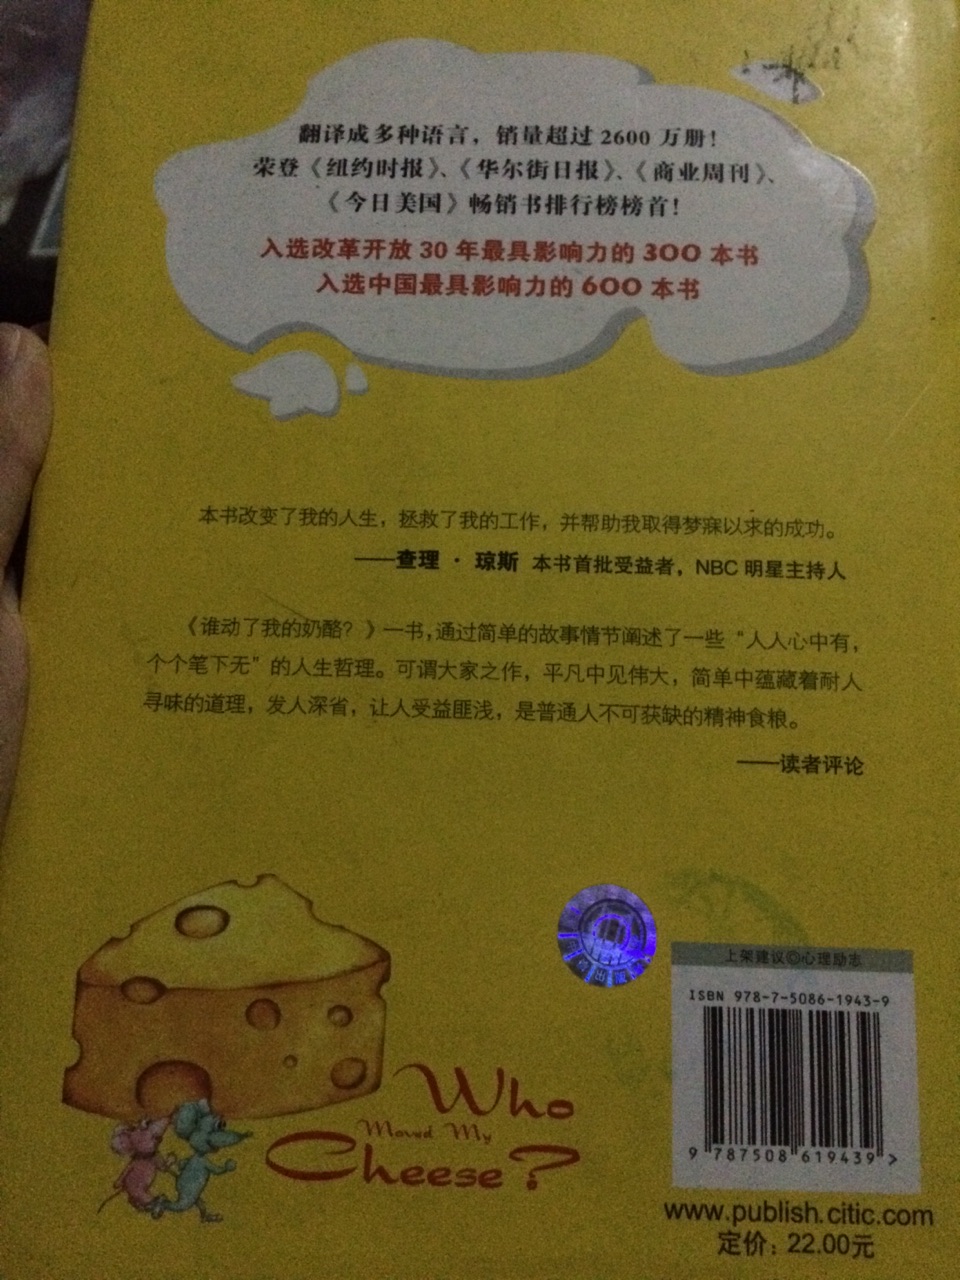 翻译成多种语言，销量超过 2600 万册！
荣登《纽约时报》、《华尔街日报》、《商业周刊》、
《今日美国》畅销书排行榜榜首！
入选改革开放 30 年最具影响力的 300 本书
入选中国最具影响力的 600 本书
本书改变了我的人生，拯救了我的工作，并帮助我取得梦寐以求的成功。
——查理 · 琼斯 本书首批受益者，NBC 明星主持人
《谁动了我的奶酪？》一书，通过简单的故事情节阐述了一些“人人心中有，
个个笔下无”的人生哲理。可谓大家之作，平凡中见伟大，简单中蕴藏着耐人
寻味的道理，发人深省，让人受益匪浅，是普通人不可获缺的精神食粮。
——读者评论
Who
Moved My
Cheese?
上架建议◎心理励志
ISBN 978-7-5086-1943-9
9 787508 619439 >
www.publish.citic.com
定价：22.00元